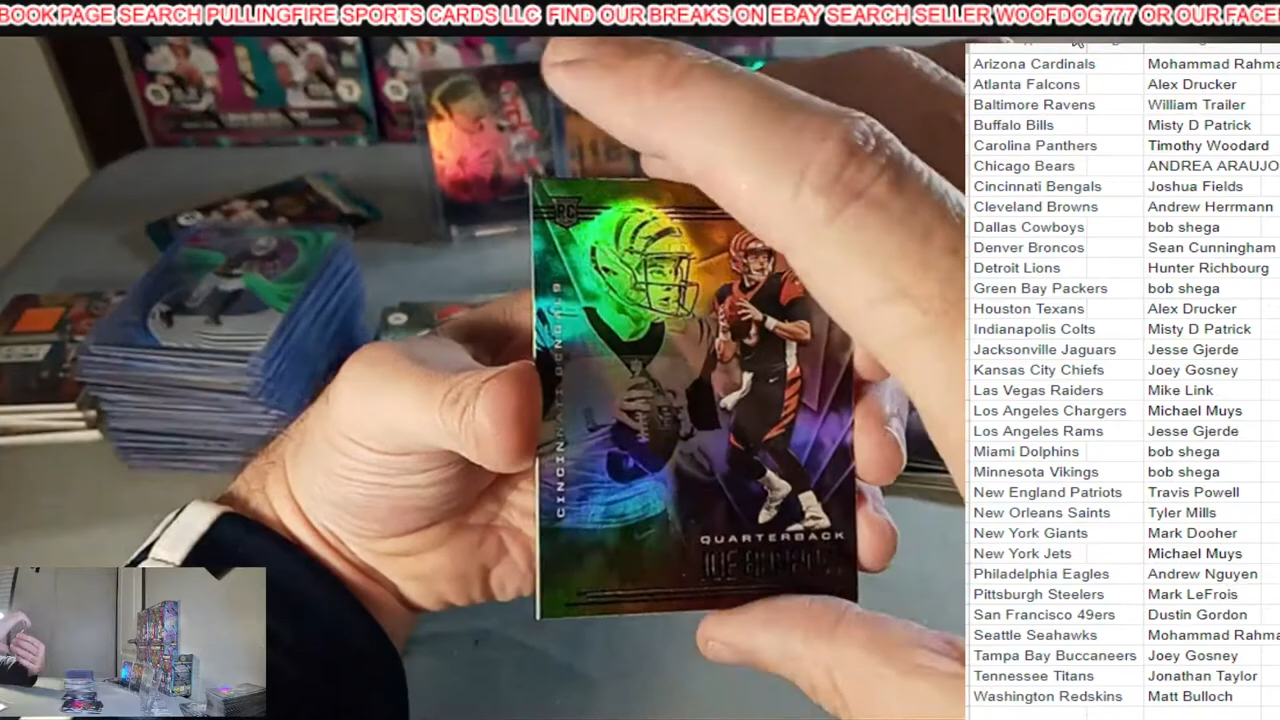 BOOK PAGE SEARCH PULLINGFIRE SPORTS CARDS LLC FIND OUR BREAKS ON EBAY SEARCH SELLER WOOFDOG777 OR OUR FACE
Arizona Cardinals Mohammad Rahma
Atlanta Falcons Alex Drucker
Baltimore Ravens William Trailer
Buffalo Bills Misty D Patrick
Carolina Panthers Timothy Woodard
Chicago Bears ANDREA ARAUJO
Cincinnati Bengals Joshua Fields
Cleveland Browns Andrew Herrmann
Dallas Cowboys bob shega
Denver Broncos Sean Cunningham
Detroit Lions Hunter Richbourg
Green Bay Packers bob shega
Houston Texans Alex Drucker
Indianapolis Colts Misty D Patrick
Jacksonville Jaguars Jesse Gjerde
Kansas City Chiefs Joey Gosney
Las Vegas Raiders Mike Link
Los Angeles Chargers Michael Muys
Los Angeles Rams Jesse Gjerde
Miami Dolphins bob shega
Minnesota Vikings bob shega
New England Patriots Travis Powell
New Orleans Saints Tyler Mills
New York Giants Mark Dooher
New York Jets Michael Muys
Philadelphia Eagles Andrew Nguyen
Pittsburgh Steelers Mark LeFrois
San Francisco 49ers Dustin Gordon
Seattle Seahawks Mohammad Rahma
Tampa Bay Buccaneers Joey Gosney
Tennessee Titans Jonathan Taylor
Washington Redskins Matt Bulloch
RC
CINCINNATI BENGALS
QUARTERBACK